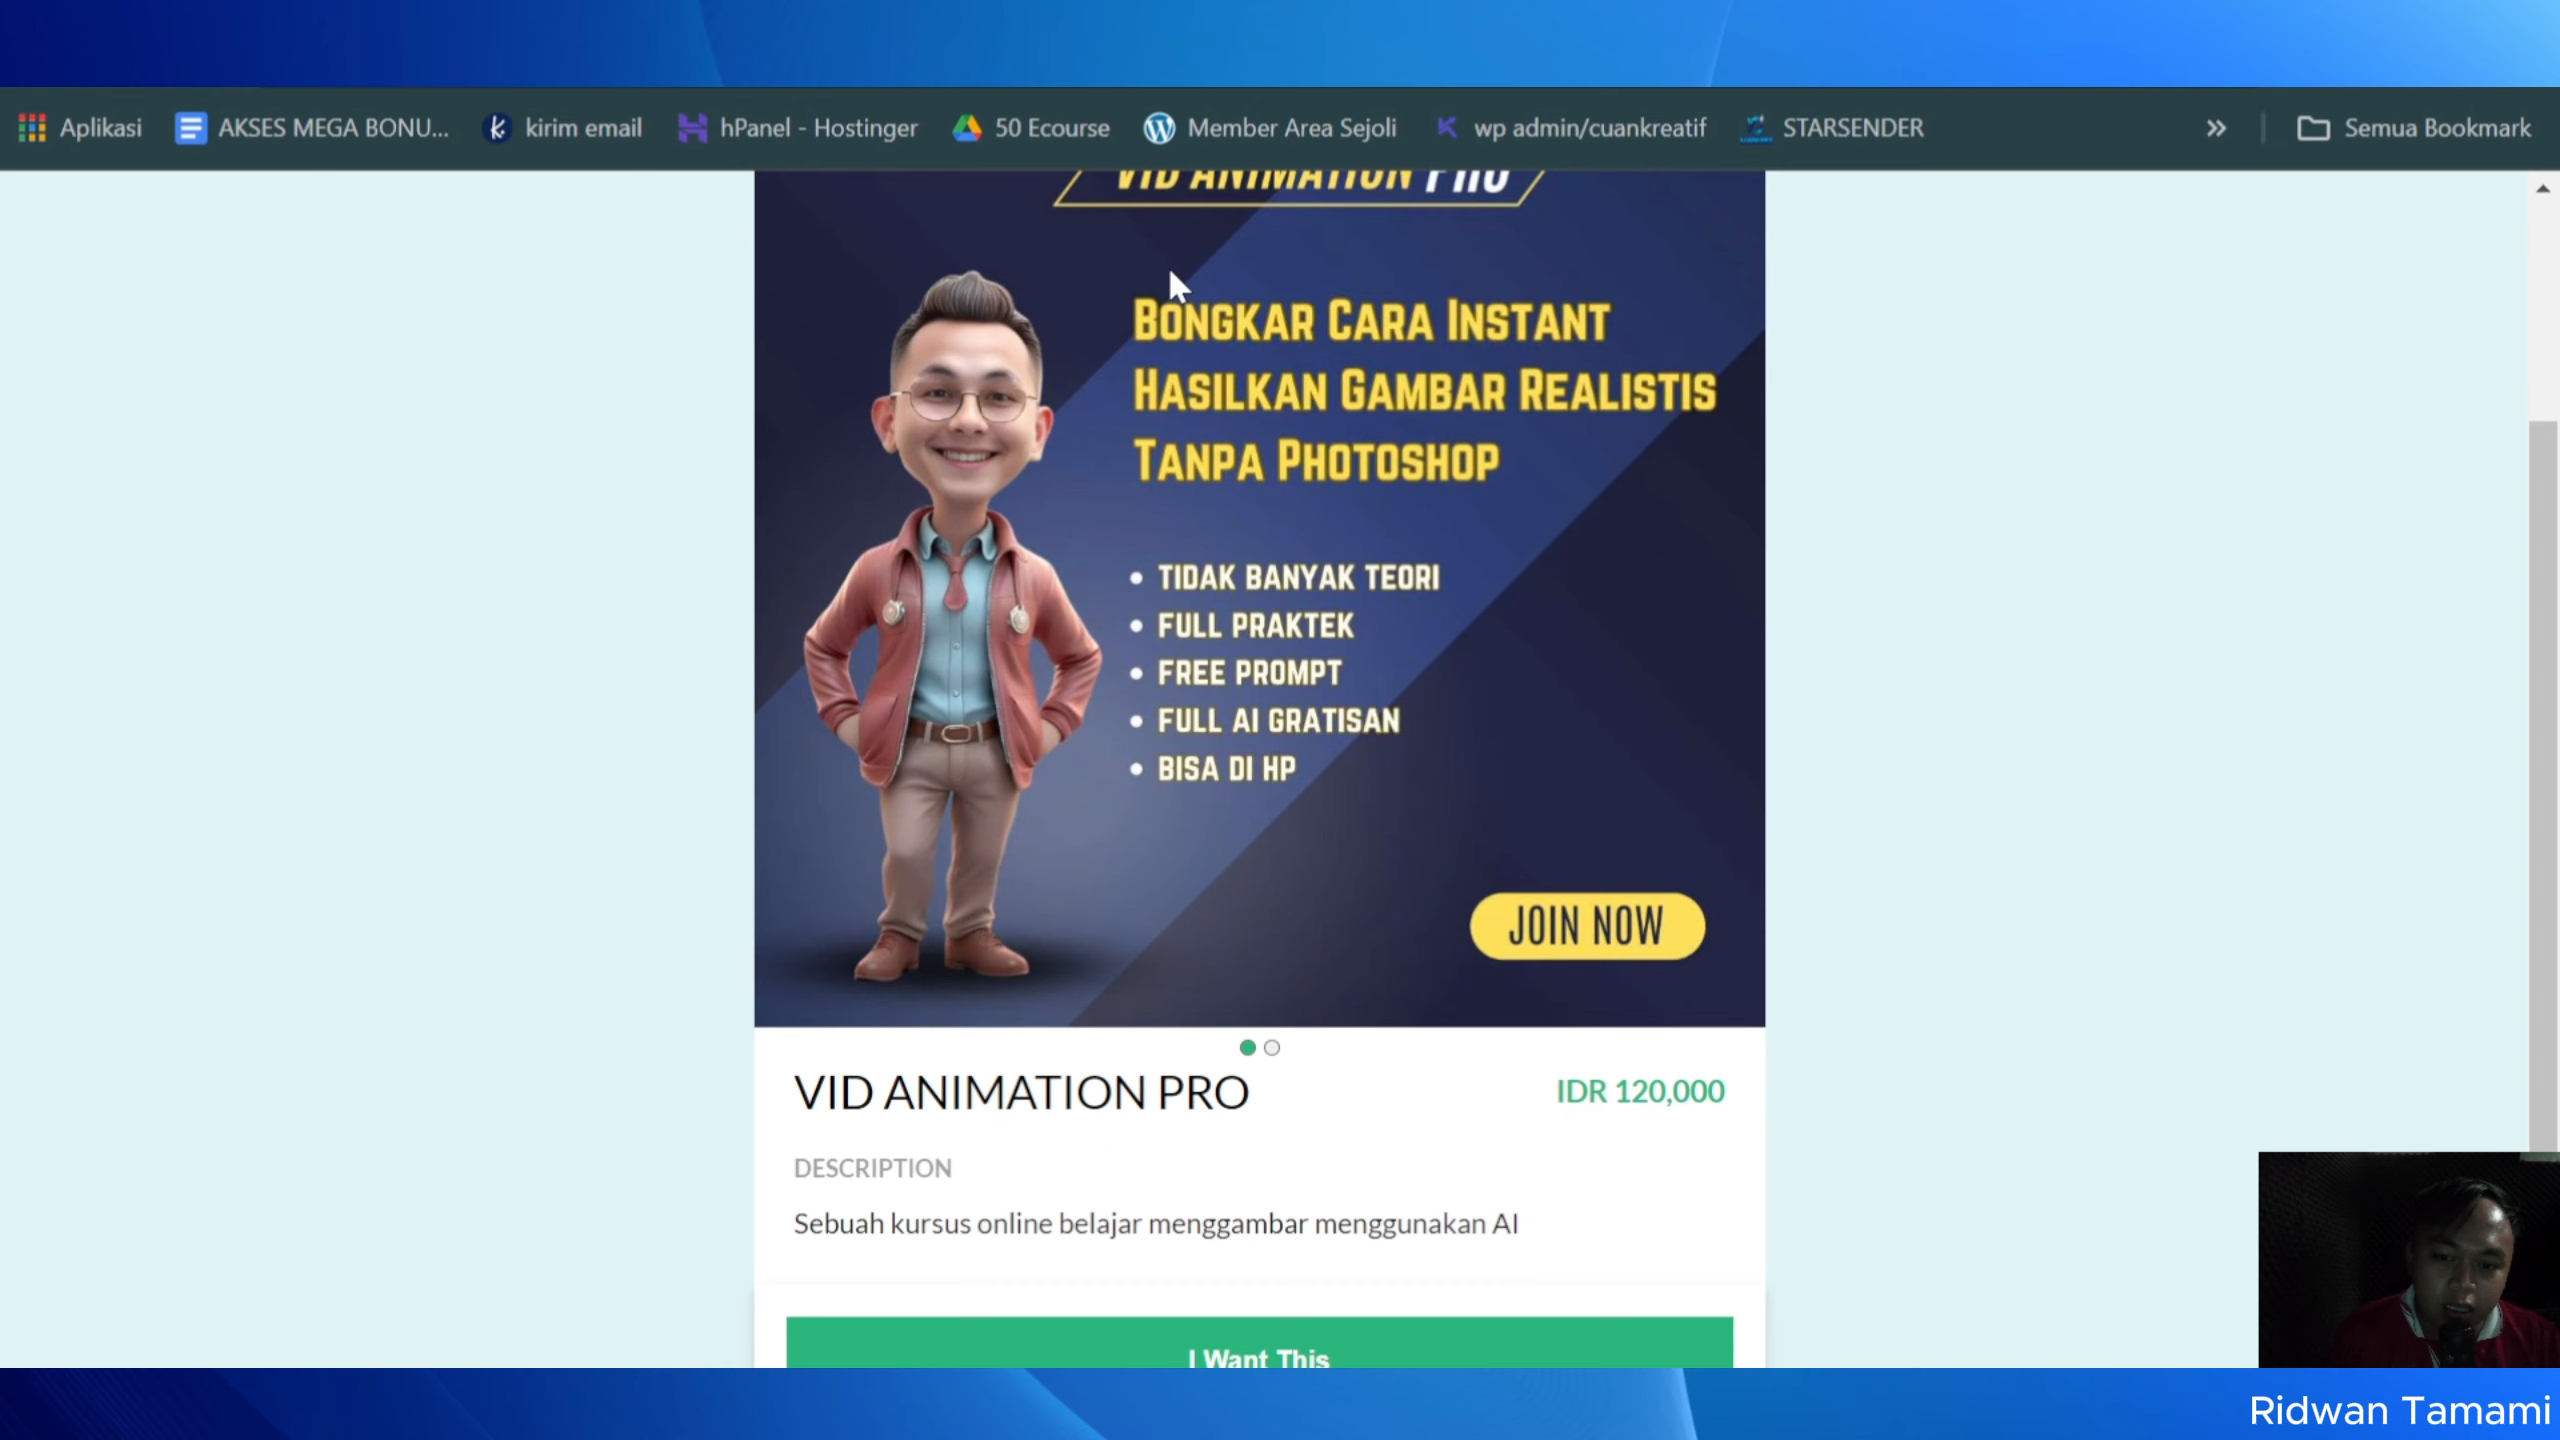 Aplikasi
AKSES MEGA BONU...
kirim email
hPanel - Hostinger
50 Ecourse
Member Area Sejoli
wp admin/cuankreatif
STARSENDER
»
Semua Bookmark
VID ANIMATION PRO
BONGKAR CARA INSTANT
HASILKAN GAMBAR REALISTIS
TANPA PHOTOSHOP
• TIDAK BANYAK TEORI
• FULL PRAKTEK
• FREE PROMPT
• FULL AI GRATISAN
• BISA DI HP
JOIN NOW
VID ANIMATION PRO
IDR 120,000
DESCRIPTION
Sebuah kursus online belajar menggambar menggunakan AI
I Want This
Ridwan Tamami